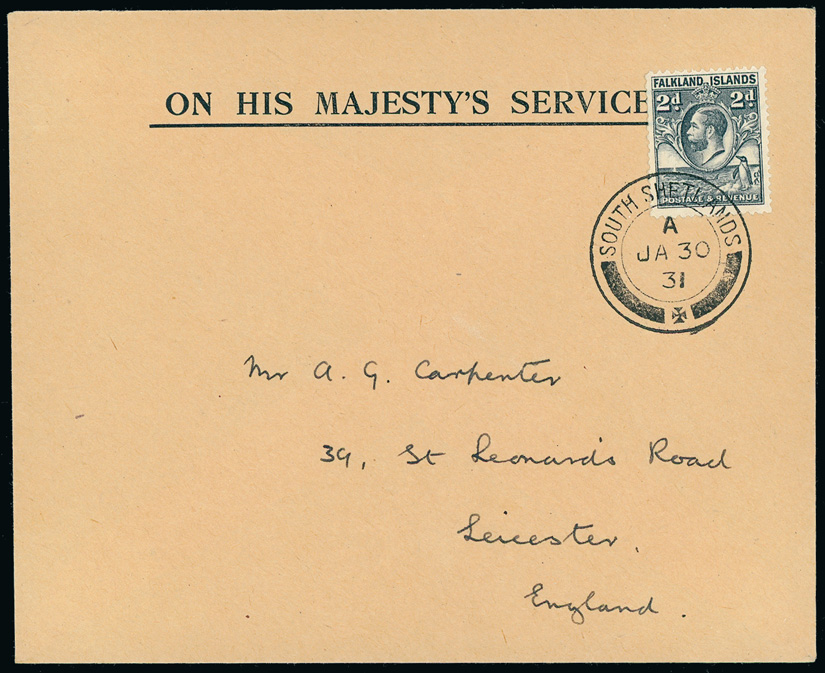 ON HIS MAJESTY'S SERVICE
FALKLAND ISLANDS
2d 2d
POSTAGE & REVENUE
SOUTH SHETLANDS
A
JA 30
31
Mr A. G. Carpenter
39, St Leonards Road
Leicester.
England.